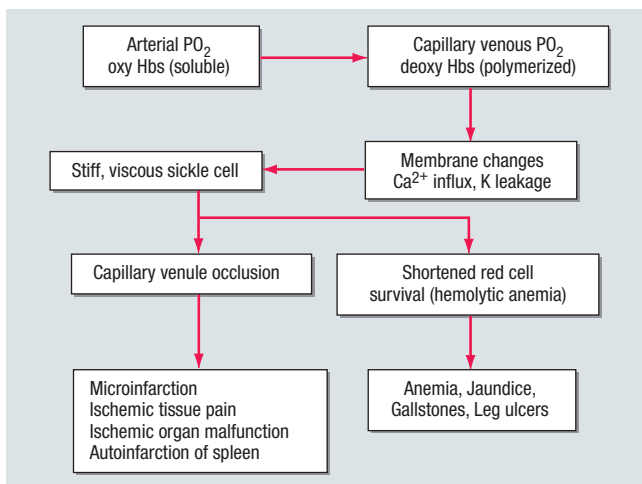 Arterial PO₂
oxy Hbs (soluble)
Capillary venous PO₂
deoxy Hbs (polymerized)
Membrane changes
Ca²⁺ influx, K leakage
Stiff, viscous sickle cell
Capillary venule occlusion
Shortened red cell
survival (hemolytic anemia)
Microinfarction
Ischemic tissue pain
Ischemic organ malfunction
Autoinfarction of spleen
Anemia, Jaundice,
Gallstones, Leg ulcers